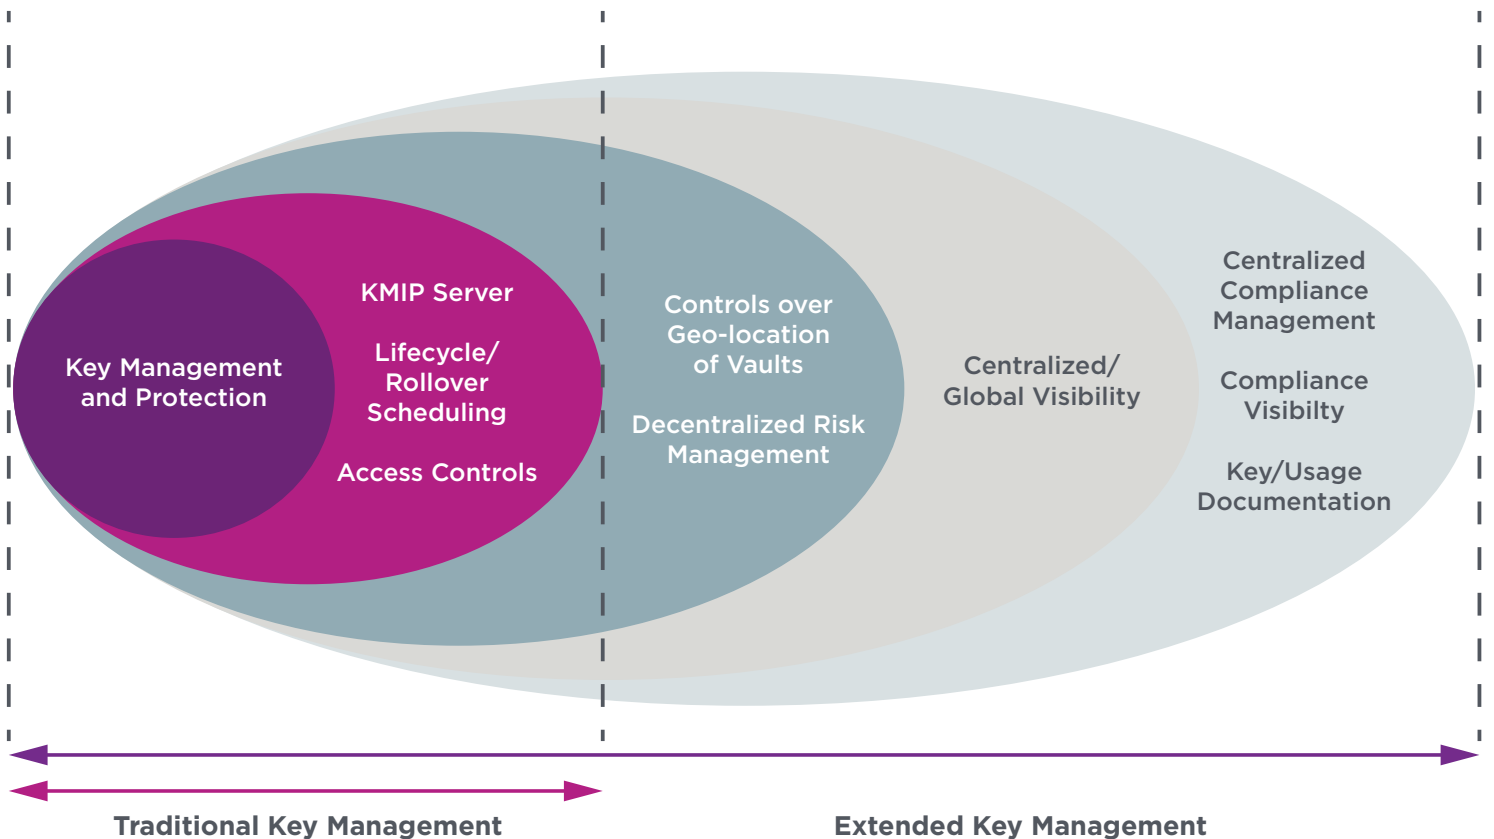 Key Management
and Protection
KMIP Server
Lifecycle/
Rollover
Scheduling
Access Controls
Controls over
Geo-location
of Vaults
Decentralized Risk
Management
Centralized/
Global Visibility
Centralized
Compliance
Management
Compliance
Visibilty
Key/Usage
Documentation
Traditional Key Management
Extended Key Management